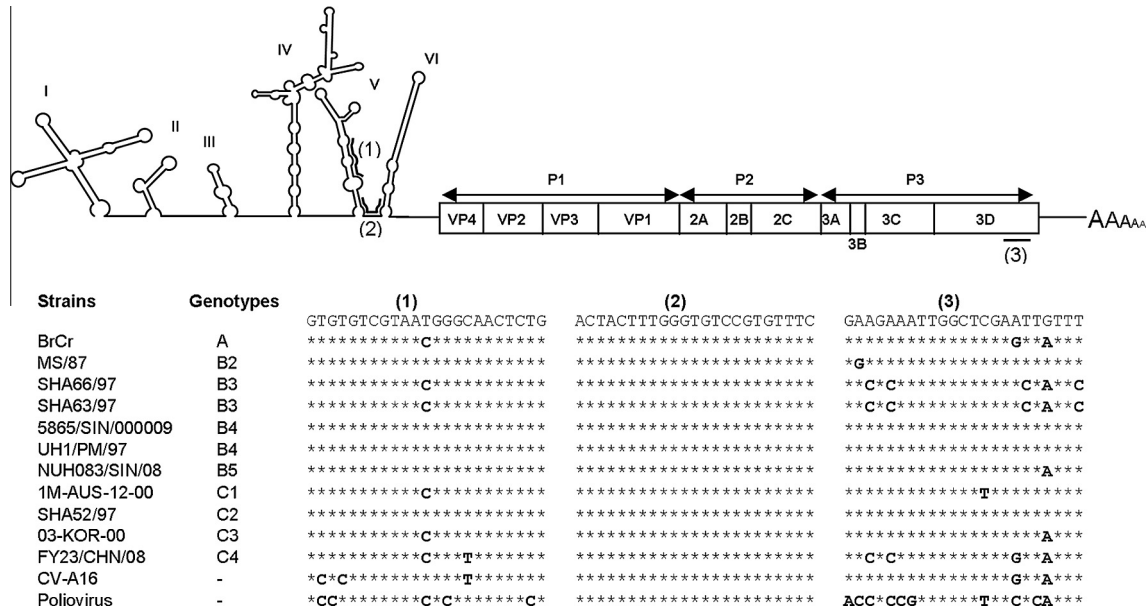 I
II
III
IV
V
VI
(1)
(2)
P1
P2
P3
VP4
VP2
VP3
VP1
2A
2B
2C
3A
3B
3C
3D
(3)
AAAAA
Strains Genotypes (1) (2) (3)
GTGTGTCGTAATGGGCAACTCTG ACTACTTTGGGTGTCCGTGTTTC GAAGAAATTGGCTCGAATTGTTT
BrCr A ***********C*********** *********************** ****************G**A***
MS/87 B2 *********************** *********************** *G*********************
SHA66/97 B3 ***********C*********** *********************** **C*C************C*A**C
SHA63/97 B3 ***********C*********** *********************** **C*C************C*A**C
5865/SIN/000009 B4 *********************** *********************** ***********************
UH1/PM/97 B4 *********************** *********************** ***********************
NUH083/SIN/08 B5 *********************** *********************** *******************A***
1M-AUS-12-00 C1 ***********C*********** *********************** *************T*********
SHA52/97 C2 *********************** *********************** ***********************
03-KOR-00 C3 ***********C*********** *********************** *******************A***
FY23/CHN/08 C4 ***********C***T******* *********************** **C*C***********G**A***
CV-A16 - *C*C***********T******* *********************** ****************G**A***
Poliovirus - *CC********C*C*******C* *********************** ACC*CCG******T**C*CA***